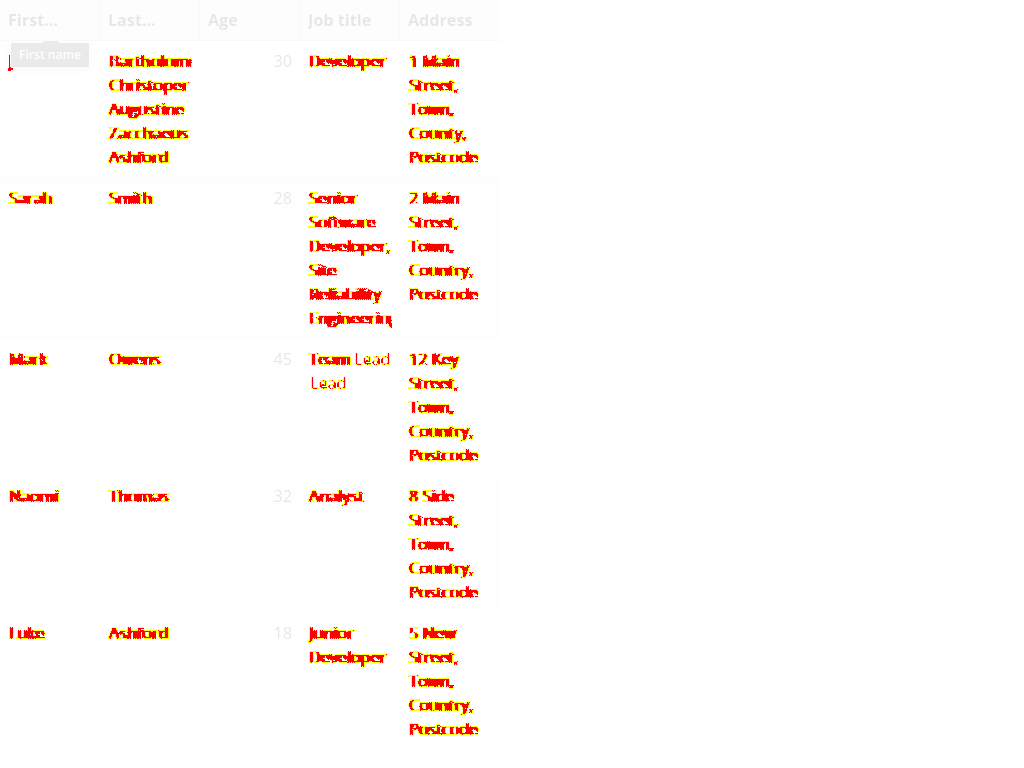 First... Last... Age Job title Address
First name
30 Developer 1 Main
Christoper Street,
Augustine Town,
Zacchaeus County,
Ashford Postcode
Sarah Smith 28 Senior 2 Main
Software Street,
Developer, Town,
Site Country,
Reliability Postcode
Engineering
Mark Owens 45 Team Lead 12 Key
Lead Street,
Town,
Country,
Postcode
Naomi Thomas 32 Analyst 8 Side
Street,
Town,
Country,
Postcode
Luke Ashford 18 Junior 5 New
Developer Street,
Town,
Country,
Postcode